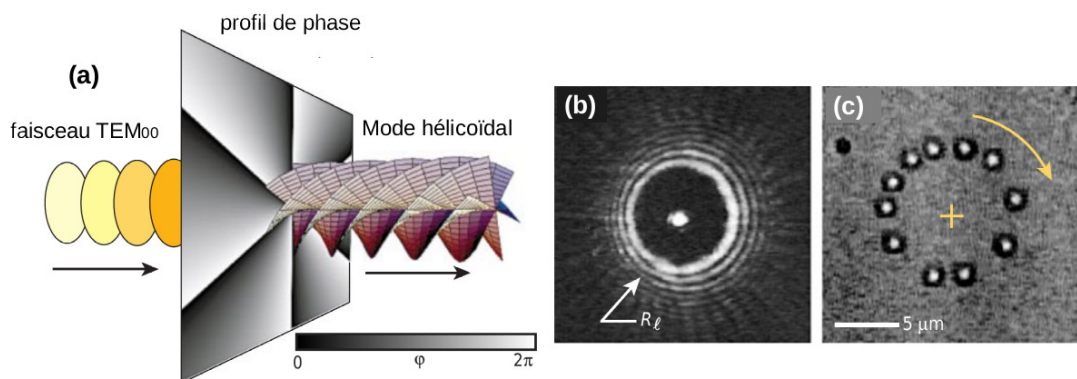 profil de phase
(a)
faisceau TEM00
Mode hélicoïdal
0 φ 2π
(b)
Rℓ
(c)
5 μm